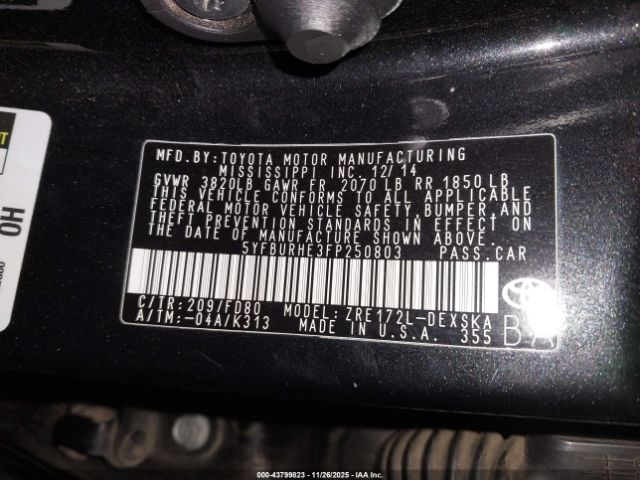 MFD.BY:TOYOTA MOTOR MANUFACTURING
MISSISSIPPI INC. 12/14
GVWR 3820LB GAWR FR 2070 LB RR 1850 LB
THIS VEHICLE CONFORMS TO ALL APPLICABLE
FEDERAL MOTOR VEHICLE SAFETY, BUMPER, AND
THEFT PREVENTION STANDARDS IN EFFECT ON
THE DATE OF MANUFACTURE SHOWN ABOVE.
5YFBURHE3FP250803 PASS.CAR
C/TR:209/FD80 MODEL: ZRE172L-DEXSKA
A/TM:-04A/K313 MADE IN U.S.A. 355
BA
HO
000-43799823 | 11/26/2025 | IAA Inc.